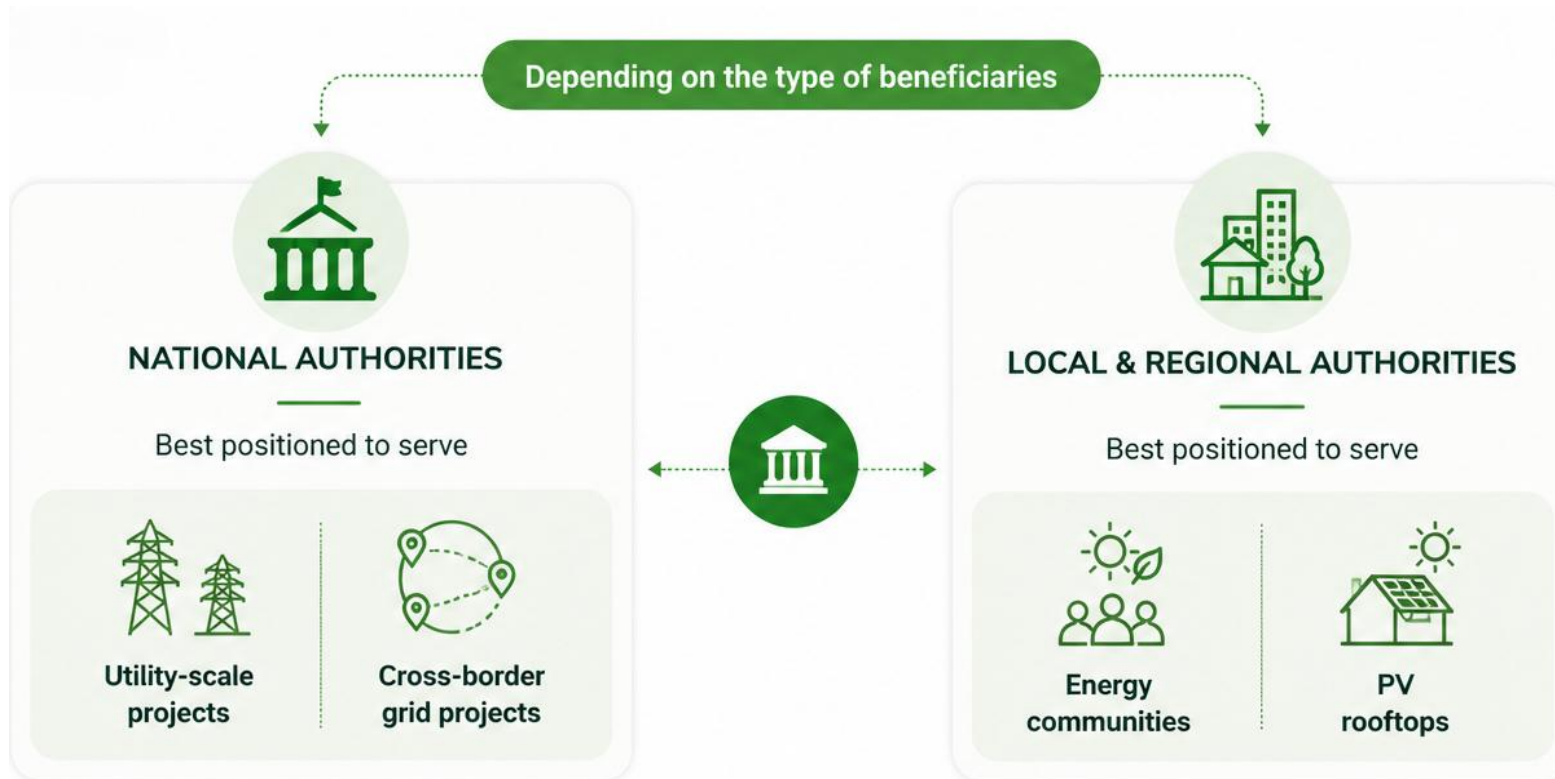 Depending on the type of beneficiaries
NATIONAL AUTHORITIES
Best positioned to serve
Utility-scale
projects
Cross-border
grid projects
LOCAL & REGIONAL AUTHORITIES
Best positioned to serve
Energy
communities
PV
rooftops